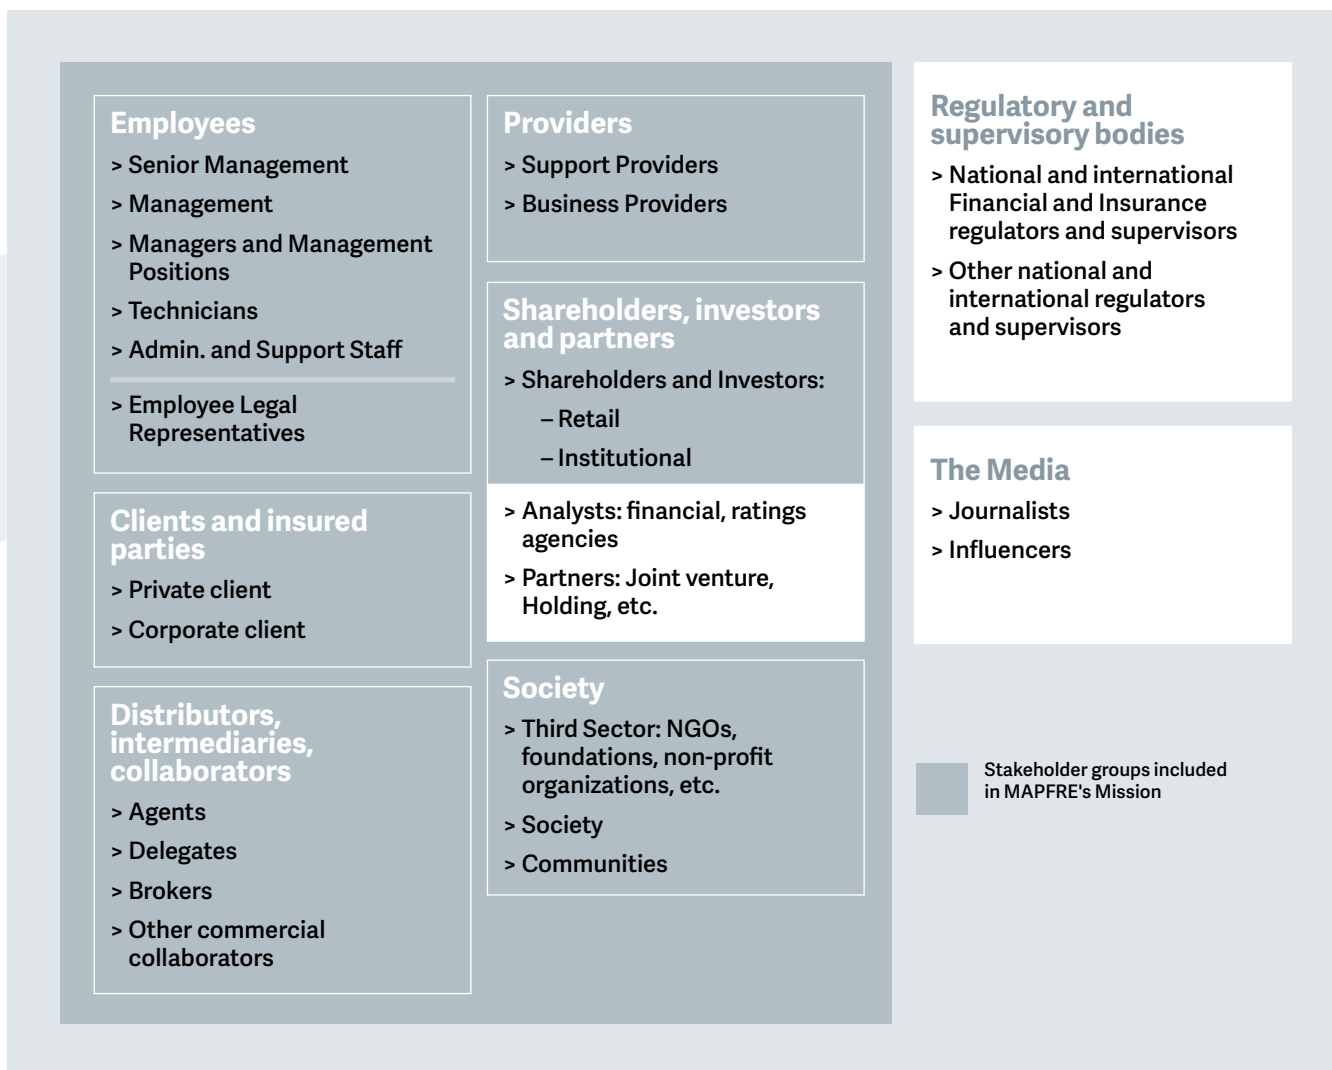 Employees
> Senior Management
> Management
> Managers and Management
Positions
> Technicians
> Admin. and Support Staff
> Employee Legal
Representatives
Clients and insured
parties
> Private client
> Corporate client
Distributors,
intermediaries,
collaborators
> Agents
> Delegates
> Brokers
> Other commercial
collaborators
Providers
> Support Providers
> Business Providers
Shareholders, investors
and partners
> Shareholders and Investors:
– Retail
– Institutional
> Analysts: financial, ratings
agencies
> Partners: Joint venture,
Holding, etc.
Society
> Third Sector: NGOs,
foundations, non-profit
organizations, etc.
> Society
> Communities
Regulatory and
supervisory bodies
> National and international
Financial and Insurance
regulators and supervisors
> Other national and
international regulators
and supervisors
The Media
> Journalists
> Influencers
Stakeholder groups included
in MAPFRE's Mission